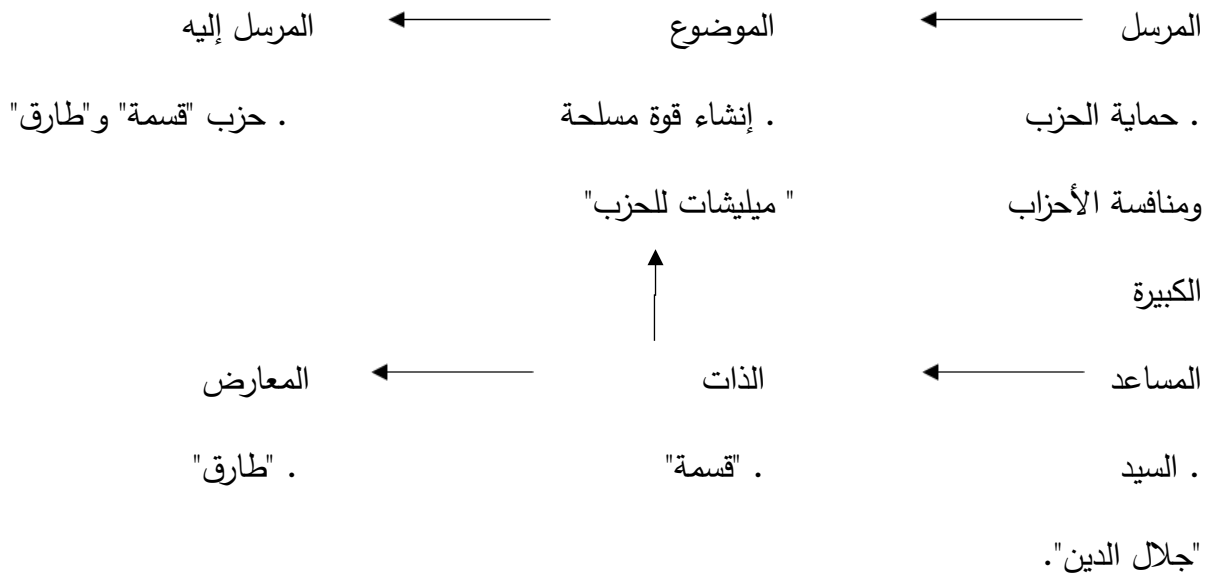 المرسل الموضوع المرسل إليه
. حماية الحزب . إنشاء قوة مسلحة . حزب "قسمة" و"طارق"
ومنافسة الأحزاب " ميليشات للحزب"
الكبيرة
المساعد الذات المعارض
. السيد . "قسمة" . "طارق"
"جلال الدين".